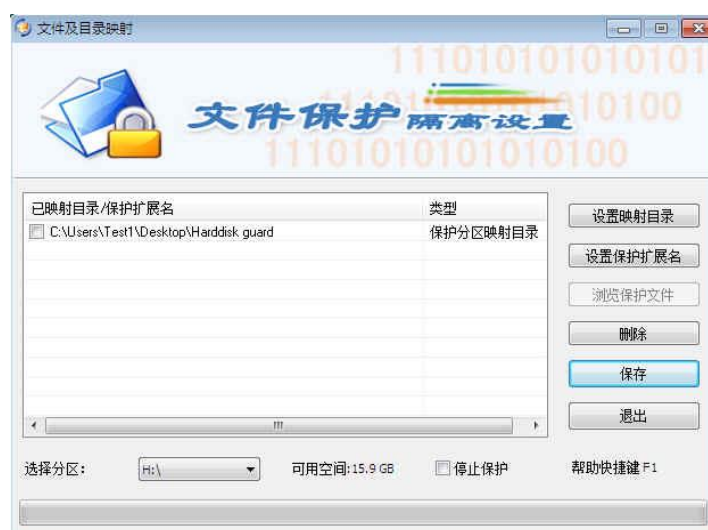 文件及目录映射
11101010101010101
文件保护隔离设置
10100
1110101010101010100
已映射目录/保护扩展名 类型
C:\Users\Test1\Desktop\Harddisk guard 保护分区映射目录
设置映射目录
设置保护扩展名
浏览保护文件
删除
保存
退出
选择分区: H:\ 可用空间:15.9 GB 停止保护 帮助快捷键 F1